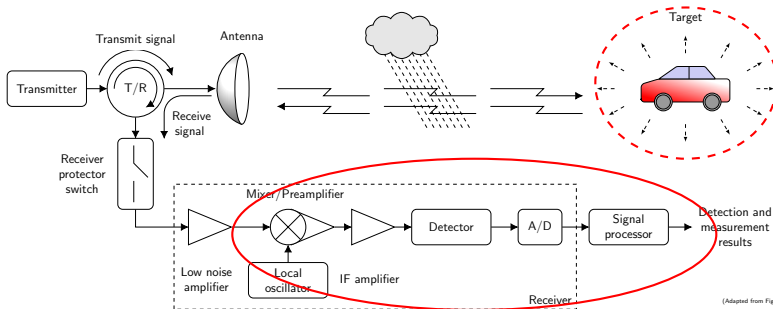 Target
Transmit signal
Antenna
Transmitter
T/R
Receive
signal
Receiver
protector
switch
Mixer/Preamplifier
Detector
A/D
Signal
processor
Detection and
measurement
results
Low noise
amplifier
Local
oscillator
IF amplifier
Receiver
(Adapted from Fig